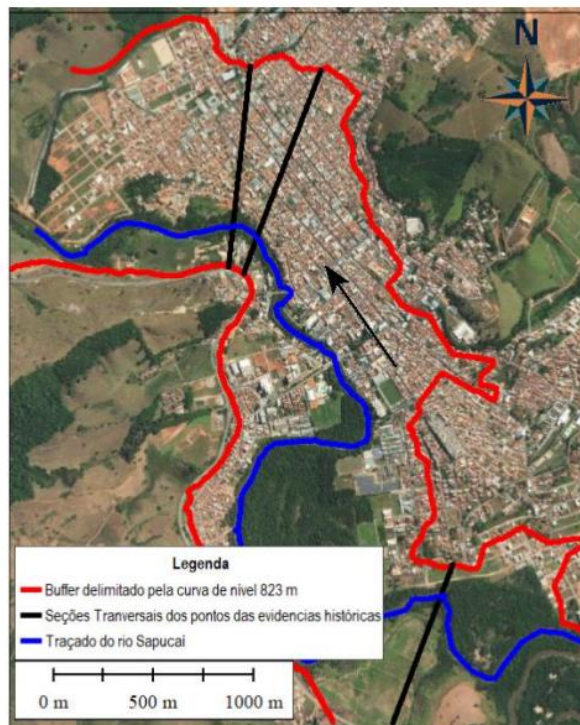 N
Legenda
Buffer delimitado pela curva de nivel 823 m
Seções Tranversais dos pontos das evidencias históricas
Traçado do rio Sapucaí
0 m 500 m 1000 m